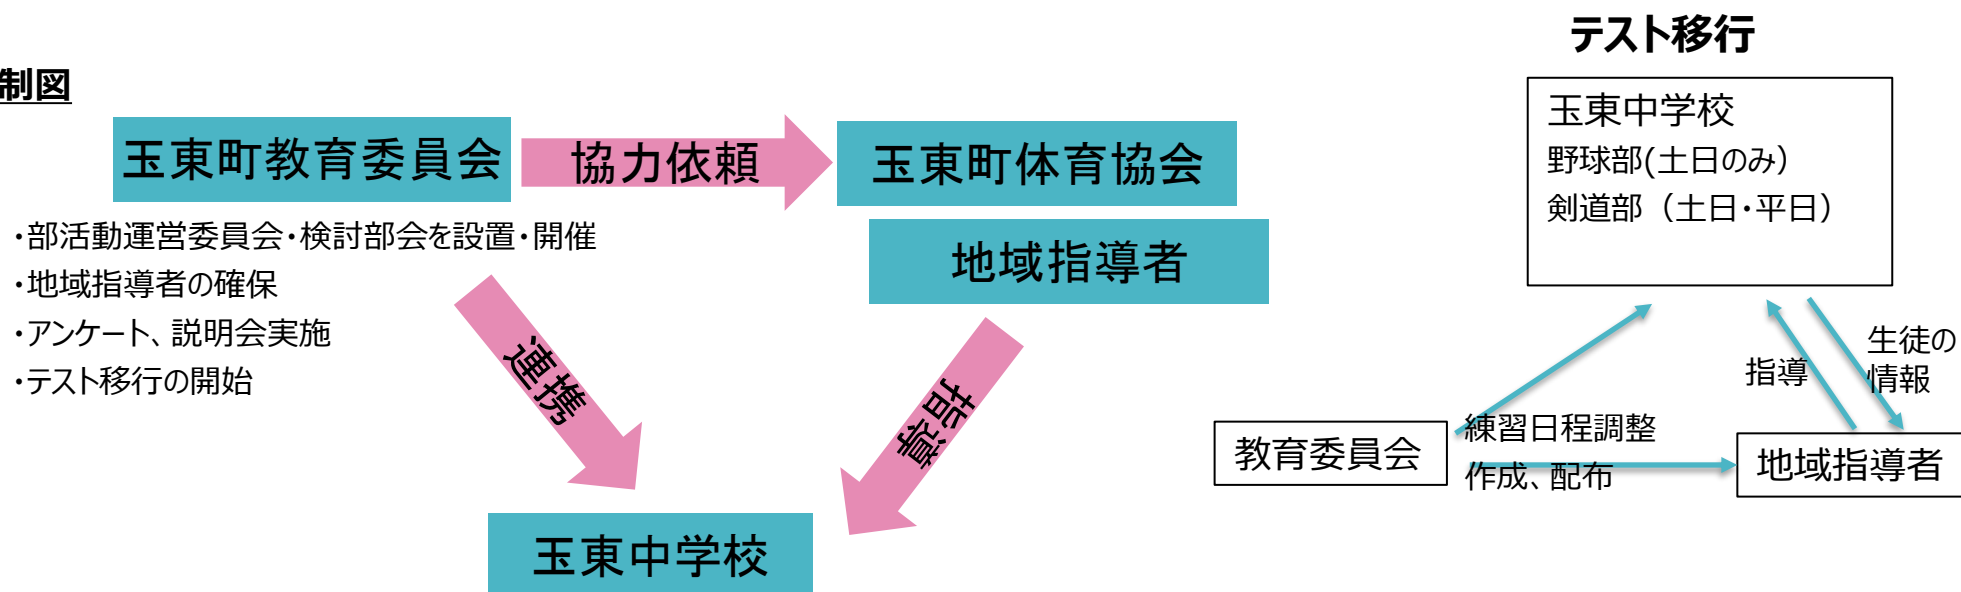 制図
玉東町教育委員会
協力依頼
玉東町体育協会
地域指導者
・部活動運営委員会・検討部会を設置・開催
・地域指導者の確保
・アンケート、説明会実施
・テスト移行の開始
連携
指導
玉東中学校
テスト移行
玉東中学校
野球部(土日のみ)
剣道部（土日・平日）
指導
生徒の
情報
教育委員会
練習日程調整
作成、配布
地域指導者